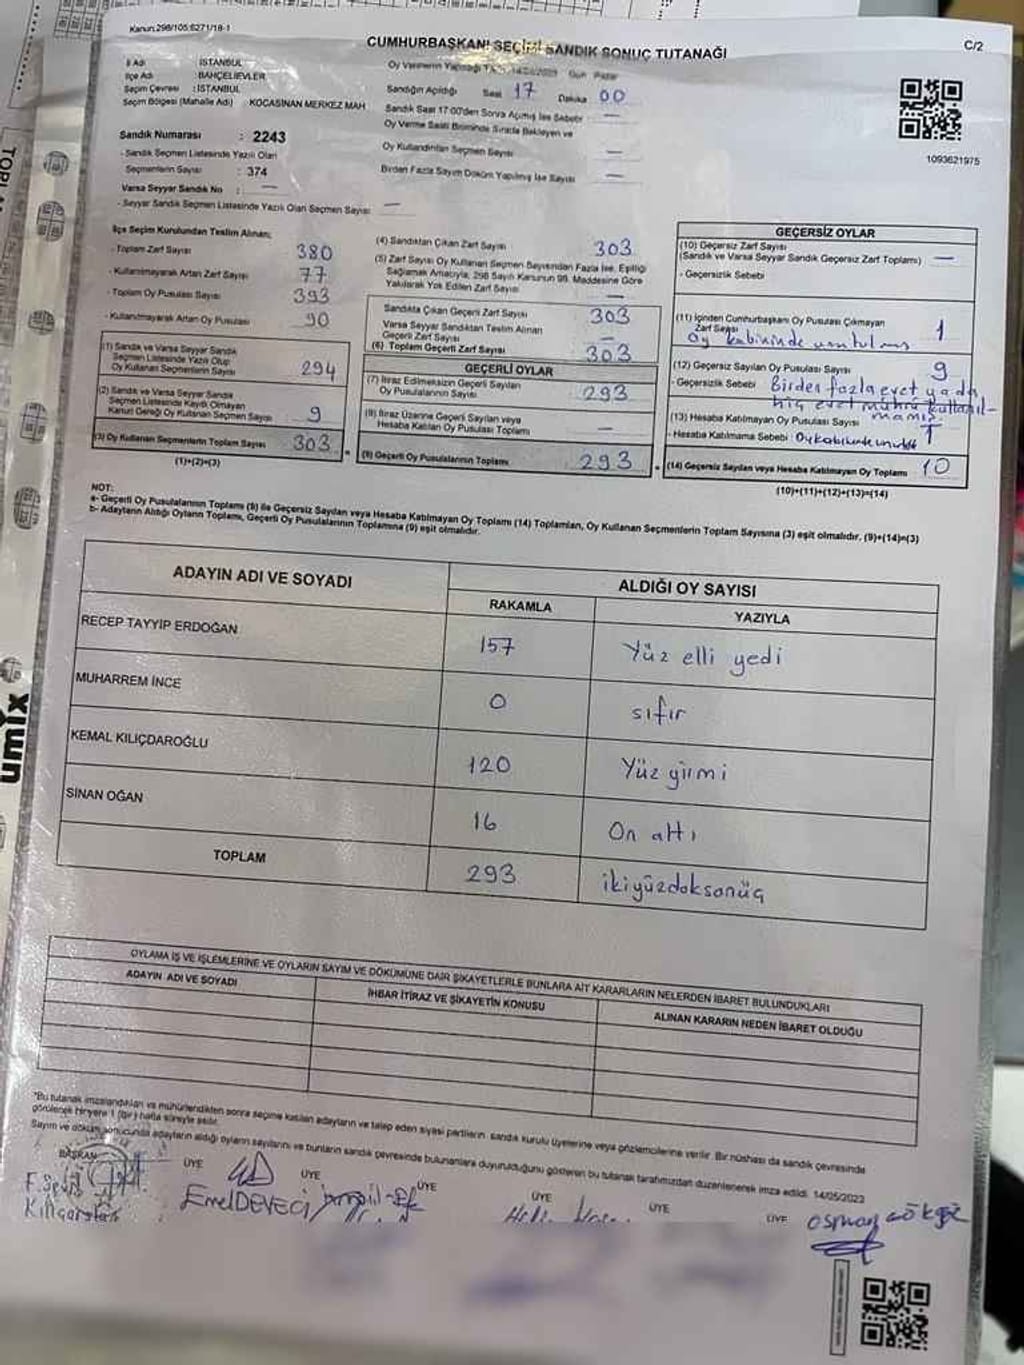 Kanun:298/105:6271/18-1
C/2
CUMHURBAŞKANI SEÇİMİ SANDIK SONUÇ TUTANAĞI
İl Adı : İSTANBUL
İlçe Adı : BAHÇELİEVLER
Seçim Çevresi : İSTANBUL
Seçim Bölgesi (Mahalle Adı) KOCASİNAN MERKEZ MAH
Sandık Numarası : 2243
- Sandık Seçmen Listesinde Yazılı Olan
Seçmenlerin Sayısı : 374
Varsa Seyyar Sandık No : —
- Seyyar Sandık Seçmen Listesinde Yazılı Olan Seçmen Sayısı —
Oy Vermenin Yapıldığı Gün Pazar
Sandığın Açıldığı Saat 17 Dakika 00
Sandık Saat 17:00'den Sonra Açılmış İse Sebebi —
Oy Verme Saati Bitiminde Sırada Bekleyen ve
Oy Kullandırılan Seçmen Sayısı —
Birden Fazla Sayım Döküm Yapılmış İse Sayısı —
1093621975
İlçe Seçim Kurulundan Teslim Alınan;
- Toplam Zarf Sayısı 380
- Kullanılmayarak Artan Zarf Sayısı 77
- Toplam Oy Pusulası Sayısı 393
- Kullanılmayarak Artan Oy Pusulası 90
(1) Sandık ve Varsa Seyyar Sandık
Seçmen Listesinde Yazılı Olup
Oy Kullanan Seçmenlerin Sayısı 294
(2) Sandık ve Varsa Seyyar Sandık
Seçmen Listesinde Kayıtlı Olmayan
Kanun Gereği Oy Kullanan Seçmen Sayısı 9
(3) Oy Kullanan Seçmenlerin Toplam Sayısı 303
(1)+(2)=(3)
(4) Sandıktan Çıkan Zarf Sayısı 303
(5) Zarf Sayısı Oy Kullanan Seçmen Sayısından Fazla İse, Eşitliği
Sağlamak Amacıyla, 298 Sayılı Kanunun 98. Maddesine Göre
Yakılarak Yok Edilen Zarf Sayısı —
Sandıkta Çıkan Geçerli Zarf Sayısı 303
Varsa Seyyar Sandıktan Teslim Alınan
Geçerli Zarf Sayısı —
(6) Toplam Geçerli Zarf Sayısı 303
GEÇERLİ OYLAR
(7) İtiraz Edilmeksizin Geçerli Sayılan
Oy Pusulalarının Sayısı 293
(8) İtiraz Üzerine Geçerli Sayılan veya
Hesaba Katılan Oy Pusulası Toplamı —
(9) Geçerli Oy Pusulalarının Toplamı 293
GEÇERSİZ OYLAR
(10) Geçersiz Zarf Sayısı
(Sandık ve Varsa Seyyar Sandık Geçersiz Zarf Toplamı) —
- Geçersizlik Sebebi
(11) İçinden Cumhurbaşkanı Oy Pusulası Çıkmayan
Zarf Sayısı 1
Oy kabininde unutulmuş
(12) Geçersiz Sayılan Oy Pusulası Sayısı 9
- Geçersizlik Sebebi Birden fazla evet ya da
hiç evet mührü kullanıl-
mamış
(13) Hesaba Katılmayan Oy Pusulası Sayısı 1
- Hesaba Katılmama Sebebi
(14) Geçersiz Sayılan veya Hesaba Katılmayan Oy Toplamı 10
(10)+(11)+(12)+(13)=(14)
NOT:
a- Geçerli Oy Pusulalarının Toplamı (9) ile Geçersiz Sayılan veya Hesaba Katılmayan Oy Toplamı (14) Toplamları, Oy Kullanan Seçmenlerin Toplam Sayısına (3) eşit olmalıdır, (9)+(14)=(3)
b- Adayların Aldığı Oyların Toplamı, Geçerli Oy Pusulalarının Toplamına (9) eşit olmalıdır.
ADAYIN ADI VE SOYADI
ALDIĞI OY SAYISI
RAKAMLA YAZIYLA
RECEP TAYYİP ERDOĞAN 157 Yüz elli yedi
MUHARREM İNCE 0 sıfır
KEMAL KILIÇDAROĞLU 120 Yüz yirmi
SİNAN OĞAN 16 On altı
TOPLAM 293 ikiyüzdoksanüç
OYLAMA İŞ VE İŞLEMLERİNE VE OYLARIN SAYIM VE DÖKÜMÜNE DAİR ŞİKAYETLERLE BUNLARA AİT KARARLARIN NELERDEN İBARET BULUNDUKLARI
ADAYIN ADI VE SOYADI
İHBAR İTİRAZ VE ŞİKAYETİN KONUSU
ALINAN KARARIN NEDEN İBARET OLDUĞU
"Bu tutanak imzalandıktan ve mühürlendikten sonra seçime katılan adayların ve talep eden siyasi partilerin sandık kurulu üyelerine veya gözlemcilerine verilir. Bir nüshası da sandık çevresinde
görülecek bir yere 1 (bir) hafta süreyle asılır.
Sayım ve döküm sonucunda adayların aldığı oyların sayılarını ve bunların sandık çevresinde bulunanlara duyurulduğunu gösteren bu tutanak tarafımızdan düzenlenerek imza edildi. 14/05/2023
BAŞKAN ÜYE ÜYE ÜYE ÜYE ÜYE ÜYE
Emel DEVECİ
Osman GÖKGÖZ
umix